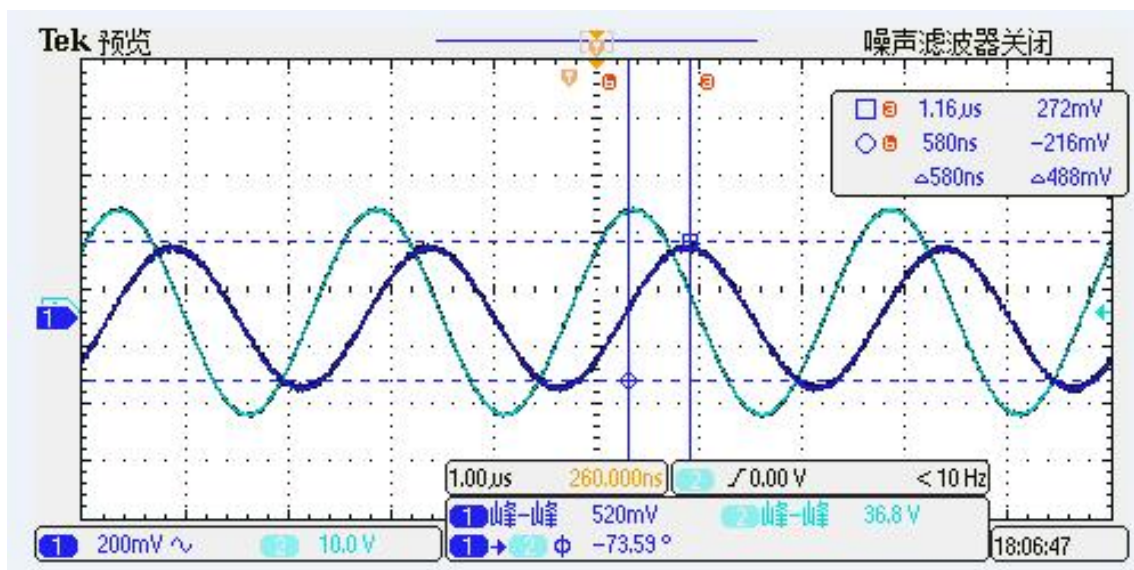 Tek 预览 噪声滤波器关闭
T
T b a
a 1.16µs 272mV
b 580ns −216mV
△580ns △488mV
1
1.00µs 260.000ns 2 0.00 V < 10 Hz
1 峰−峰 520mV 2 峰−峰 36.8 V
1 200mV 2 10.0 V 1 → 2 ϕ −73.59 ° 18:06:47